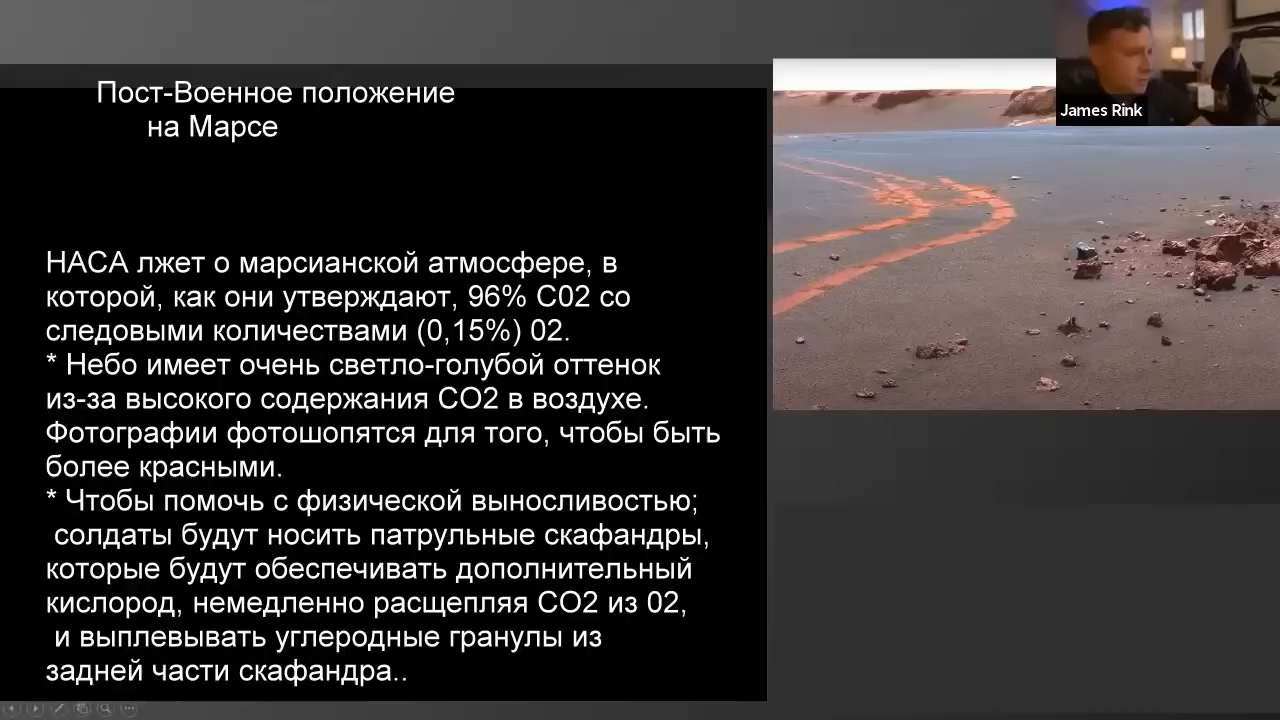 Пост-Военное положение
на Марсе
James Rink
НАСА лжет о марсианской атмосфере, в
которой, как они утверждают, 96% C02 со
следовыми количествами (0,15%) 02.
* Небо имеет очень светло-голубой оттенок
из-за высокого содержания CO2 в воздухе.
Фотографии фотошопятся для того, чтобы быть
более красными.
* Чтобы помочь с физической выносливостью;
солдаты будут носить патрульные скафандры,
которые будут обеспечивать дополнительный
кислород, немедленно расщепляя CO2 из 02,
и выплевывать углеродные гранулы из
задней части скафандра..